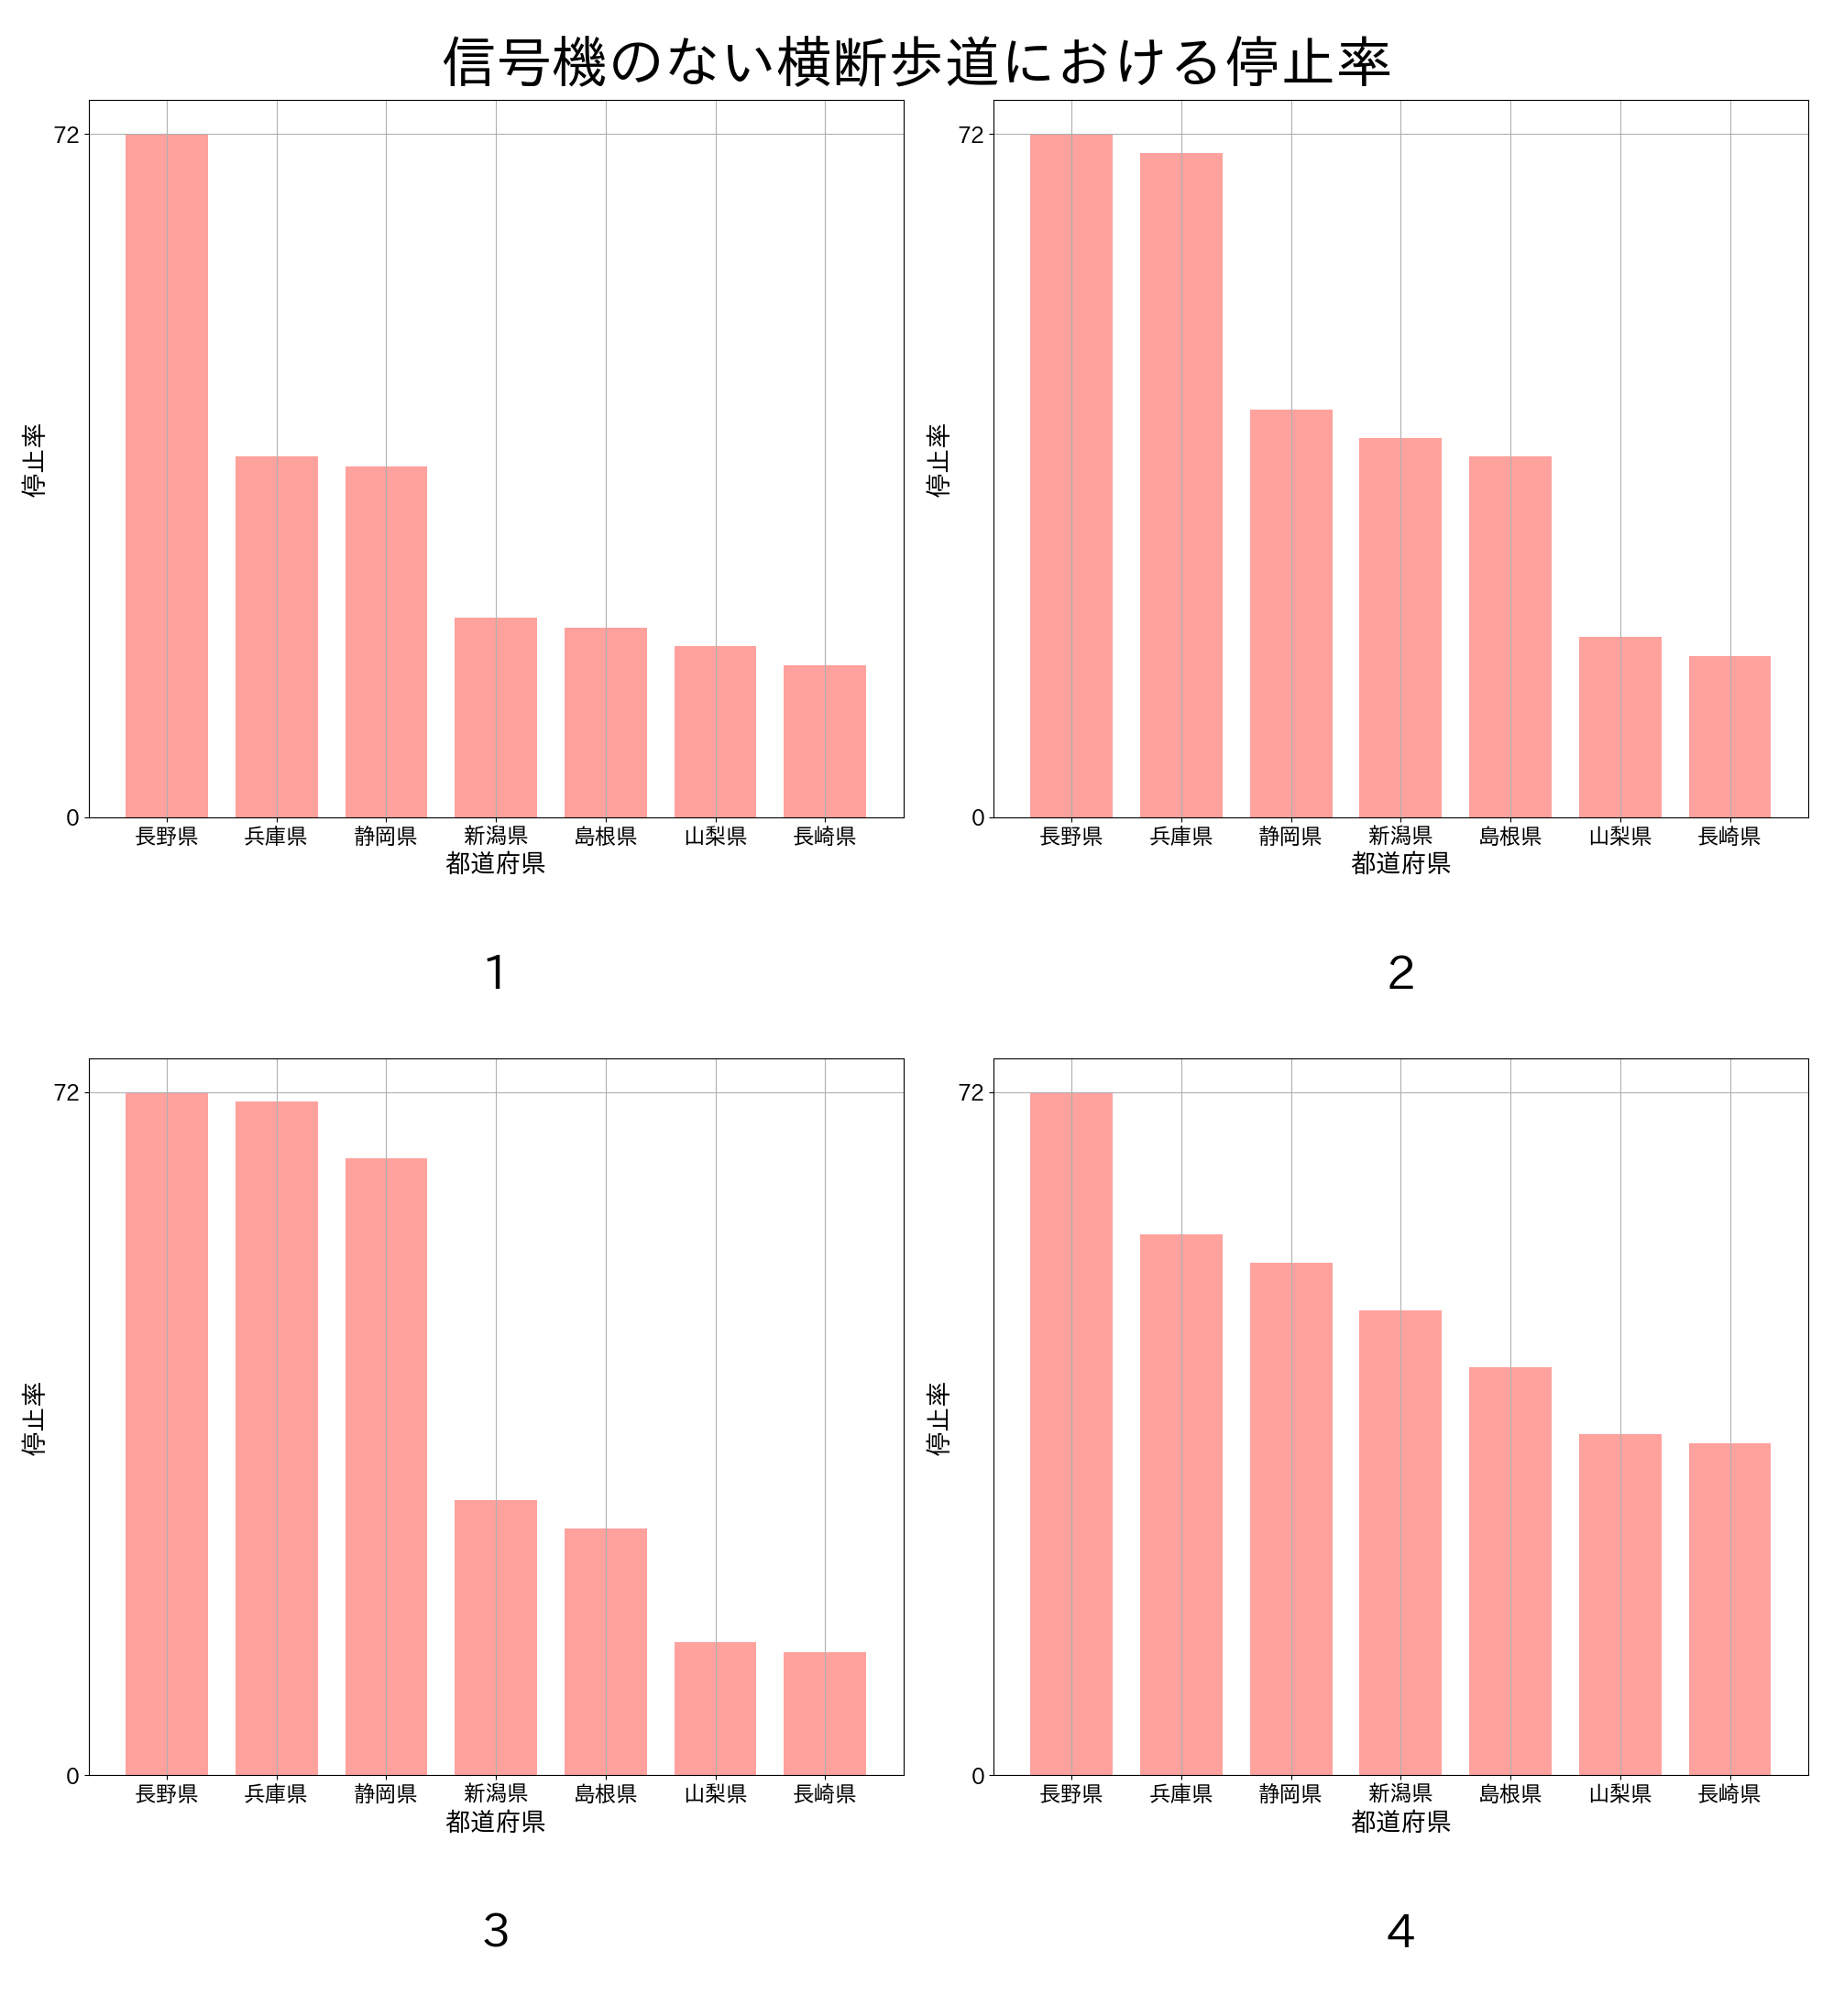 信号機のない横断歩道における停止率
72
停止率
0
長野県 兵庫県 静岡県 新潟県 島根県 山梨県 長崎県
都道府県
1
72
停止率
0
長野県 兵庫県 静岡県 新潟県 島根県 山梨県 長崎県
都道府県
2
72
停止率
0
長野県 兵庫県 静岡県 新潟県 島根県 山梨県 長崎県
都道府県
3
72
停止率
0
長野県 兵庫県 静岡県 新潟県 島根県 山梨県 長崎県
都道府県
4